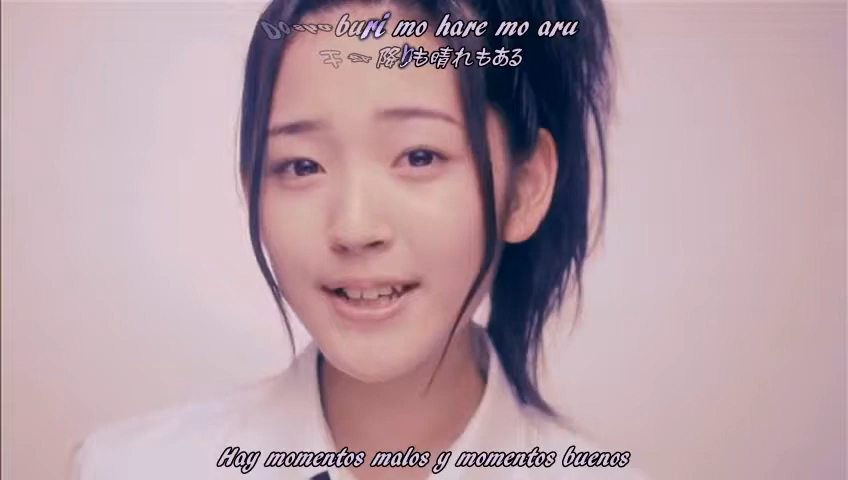 buri mo hare mo aru
降りも晴れもある
Hay momentos malos y momentos buenos